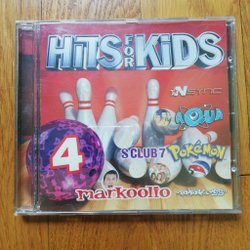 HiTS FOR KiDS
*NSYNC
AQUA
4
S CLUB 7
POKéMON
markoolio